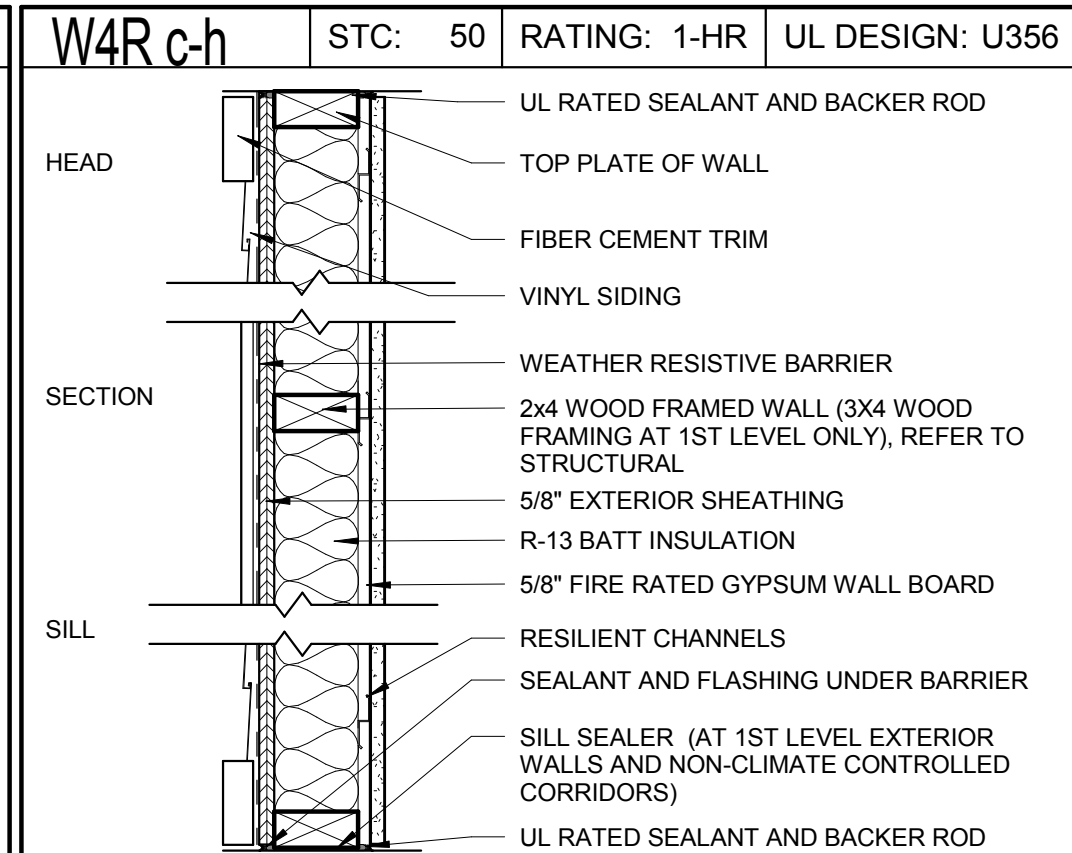 W4R c-h
STC: 50
RATING: 1-HR
UL DESIGN: U356
HEAD
UL RATED SEALANT AND BACKER ROD
TOP PLATE OF WALL
FIBER CEMENT TRIM
VINYL SIDING
SECTION
WEATHER RESISTIVE BARRIER
2x4 WOOD FRAMED WALL (3X4 WOOD
FRAMING AT 1ST LEVEL ONLY), REFER TO
STRUCTURAL
5/8" EXTERIOR SHEATHING
R-13 BATT INSULATION
5/8" FIRE RATED GYPSUM WALL BOARD
SILL
RESILIENT CHANNELS
SEALANT AND FLASHING UNDER BARRIER
SILL SEALER (AT 1ST LEVEL EXTERIOR
WALLS AND NON-CLIMATE CONTROLLED
CORRIDORS)
UL RATED SEALANT AND BACKER ROD